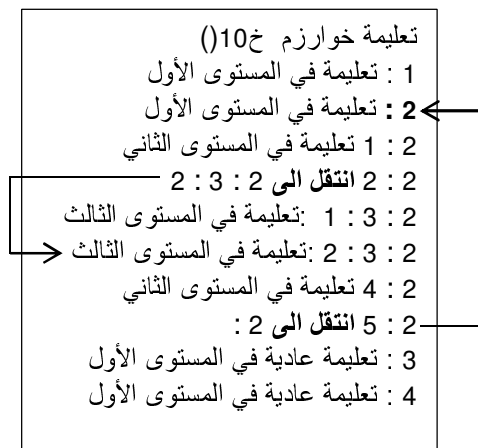 تعليمة خوارزم خ10()
1 : تعليمة في المستوى الأول
2 : تعليمة في المستوى الأول
2 : 1 تعليمة في المستوى الثاني
2 : 2 انتقل الى 2 : 3 : 2
2 : 3 : 1 :تعليمة في المستوى الثالث
2 : 3 : 2 :تعليمة في المستوى الثالث
2 : 4 تعليمة في المستوى الثاني
2 : 5 انتقل الى 2 :
3 : تعليمة عادية في المستوى الأول
4 : تعليمة عادية في المستوى الأول